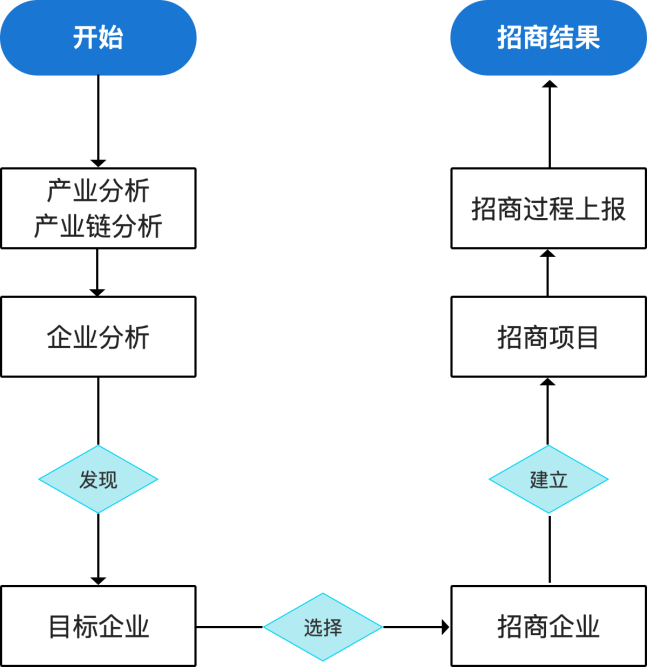 开始
产业分析
产业链分析
企业分析
发现
目标企业
选择
招商企业
建立
招商项目
招商过程上报
招商结果